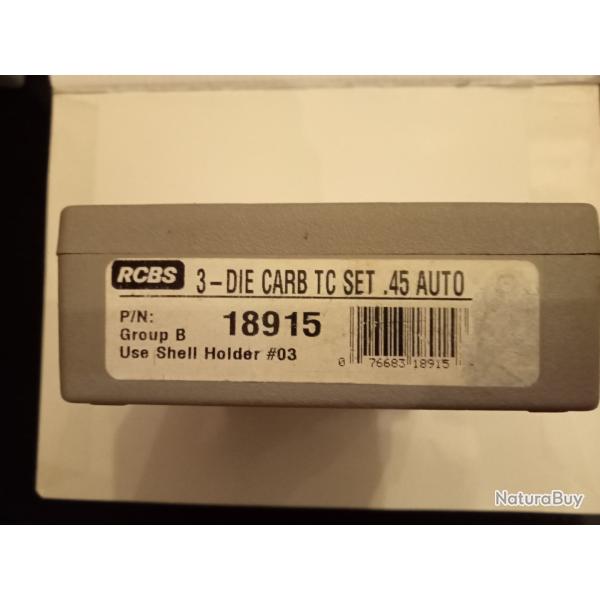 RCBS 3-DIE CARB TC SET .45 AUTO
P/N: 18915
Group B
Use Shell Holder #03
0 76683 18915
NaturaBuy